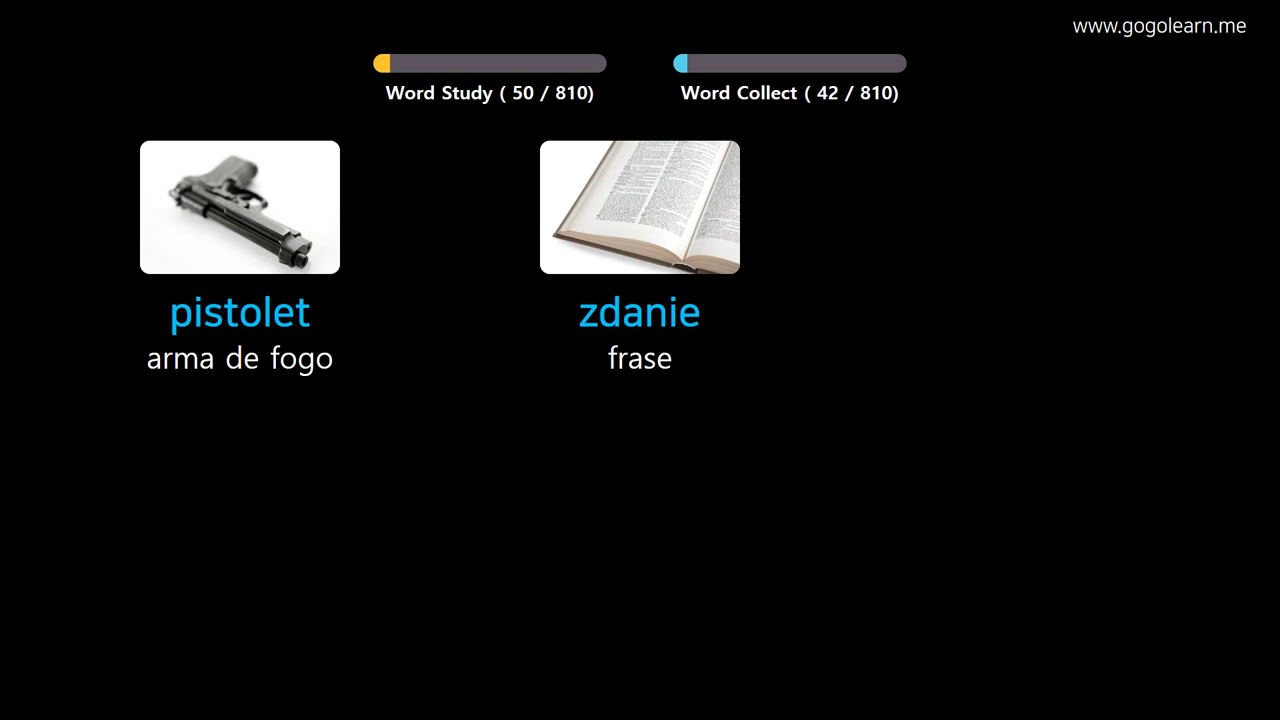 www.gogolearn.me
Word Study ( 50 / 810)
Word Collect ( 42 / 810)
pistolet
arma de fogo
zdanie
frase